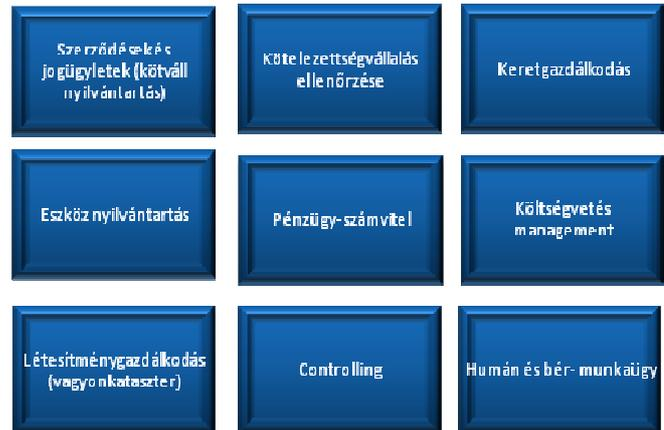 Szerződések és
jogügyletek (kötváll
nyilvántartás)
Kötelezettségvállalás
ellenőrzése
Keretgazdálkodás
Eszköz nyilvántartás
Pénzügy-számvitel
Költségvetés
management
Létesítménygazdálkodás
(vagyonkataszter)
Controlling
Humán és bér- munkaügy